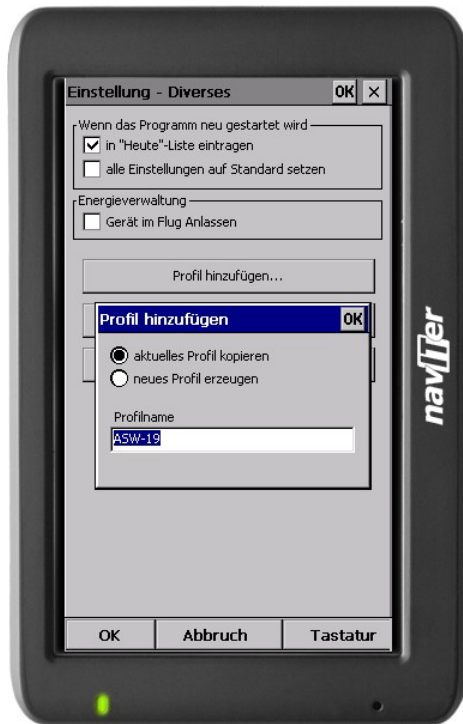 Einstellung - Diverses OK ×
Wenn das Programm neu gestartet wird
in "Heute"-Liste eintragen
alle Einstellungen auf Standard setzen
Energieverwaltung
Gerät im Flug Anlassen
Profil hinzufügen...
Profil hinzufügen OK
aktuelles Profil kopieren
neues Profil erzeugen
Profilname
ASW-19
OK Abbruch Tastatur
naviter